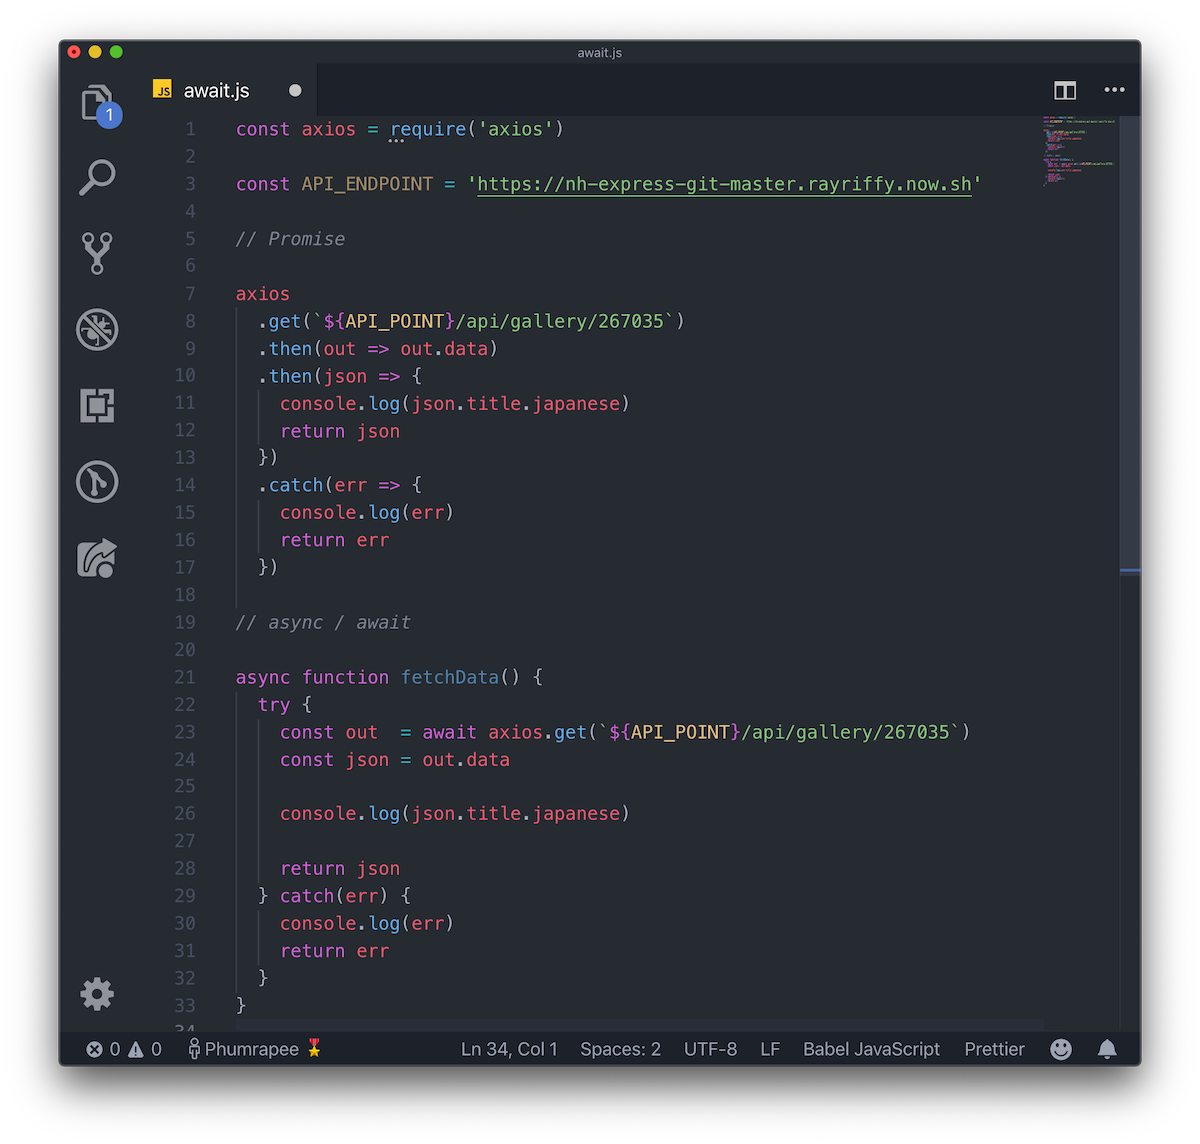 await.js
JS await.js
1
1 const axios = require('axios')
2
3 const API_ENDPOINT = 'https://nh-express-git-master.rayriffy.now.sh'
4
5 // Promise
6
7 axios
8 .get(`${API_POINT}/api/gallery/267035`)
9 .then(out => out.data)
10 .then(json => {
11 console.log(json.title.japanese)
12 return json
13 })
14 .catch(err => {
15 console.log(err)
16 return err
17 })
18
19 // async / await
20
21 async function fetchData() {
22 try {
23 const out  = await axios.get(`${API_POINT}/api/gallery/267035`)
24 const json = out.data
25
26 console.log(json.title.japanese)
27
28 return json
29 } catch(err) {
30 console.log(err)
31 return err
32 }
33 }
34
0 0 Phumrapee Ln 34, Col 1 Spaces: 2 UTF-8 LF Babel JavaScript Prettier